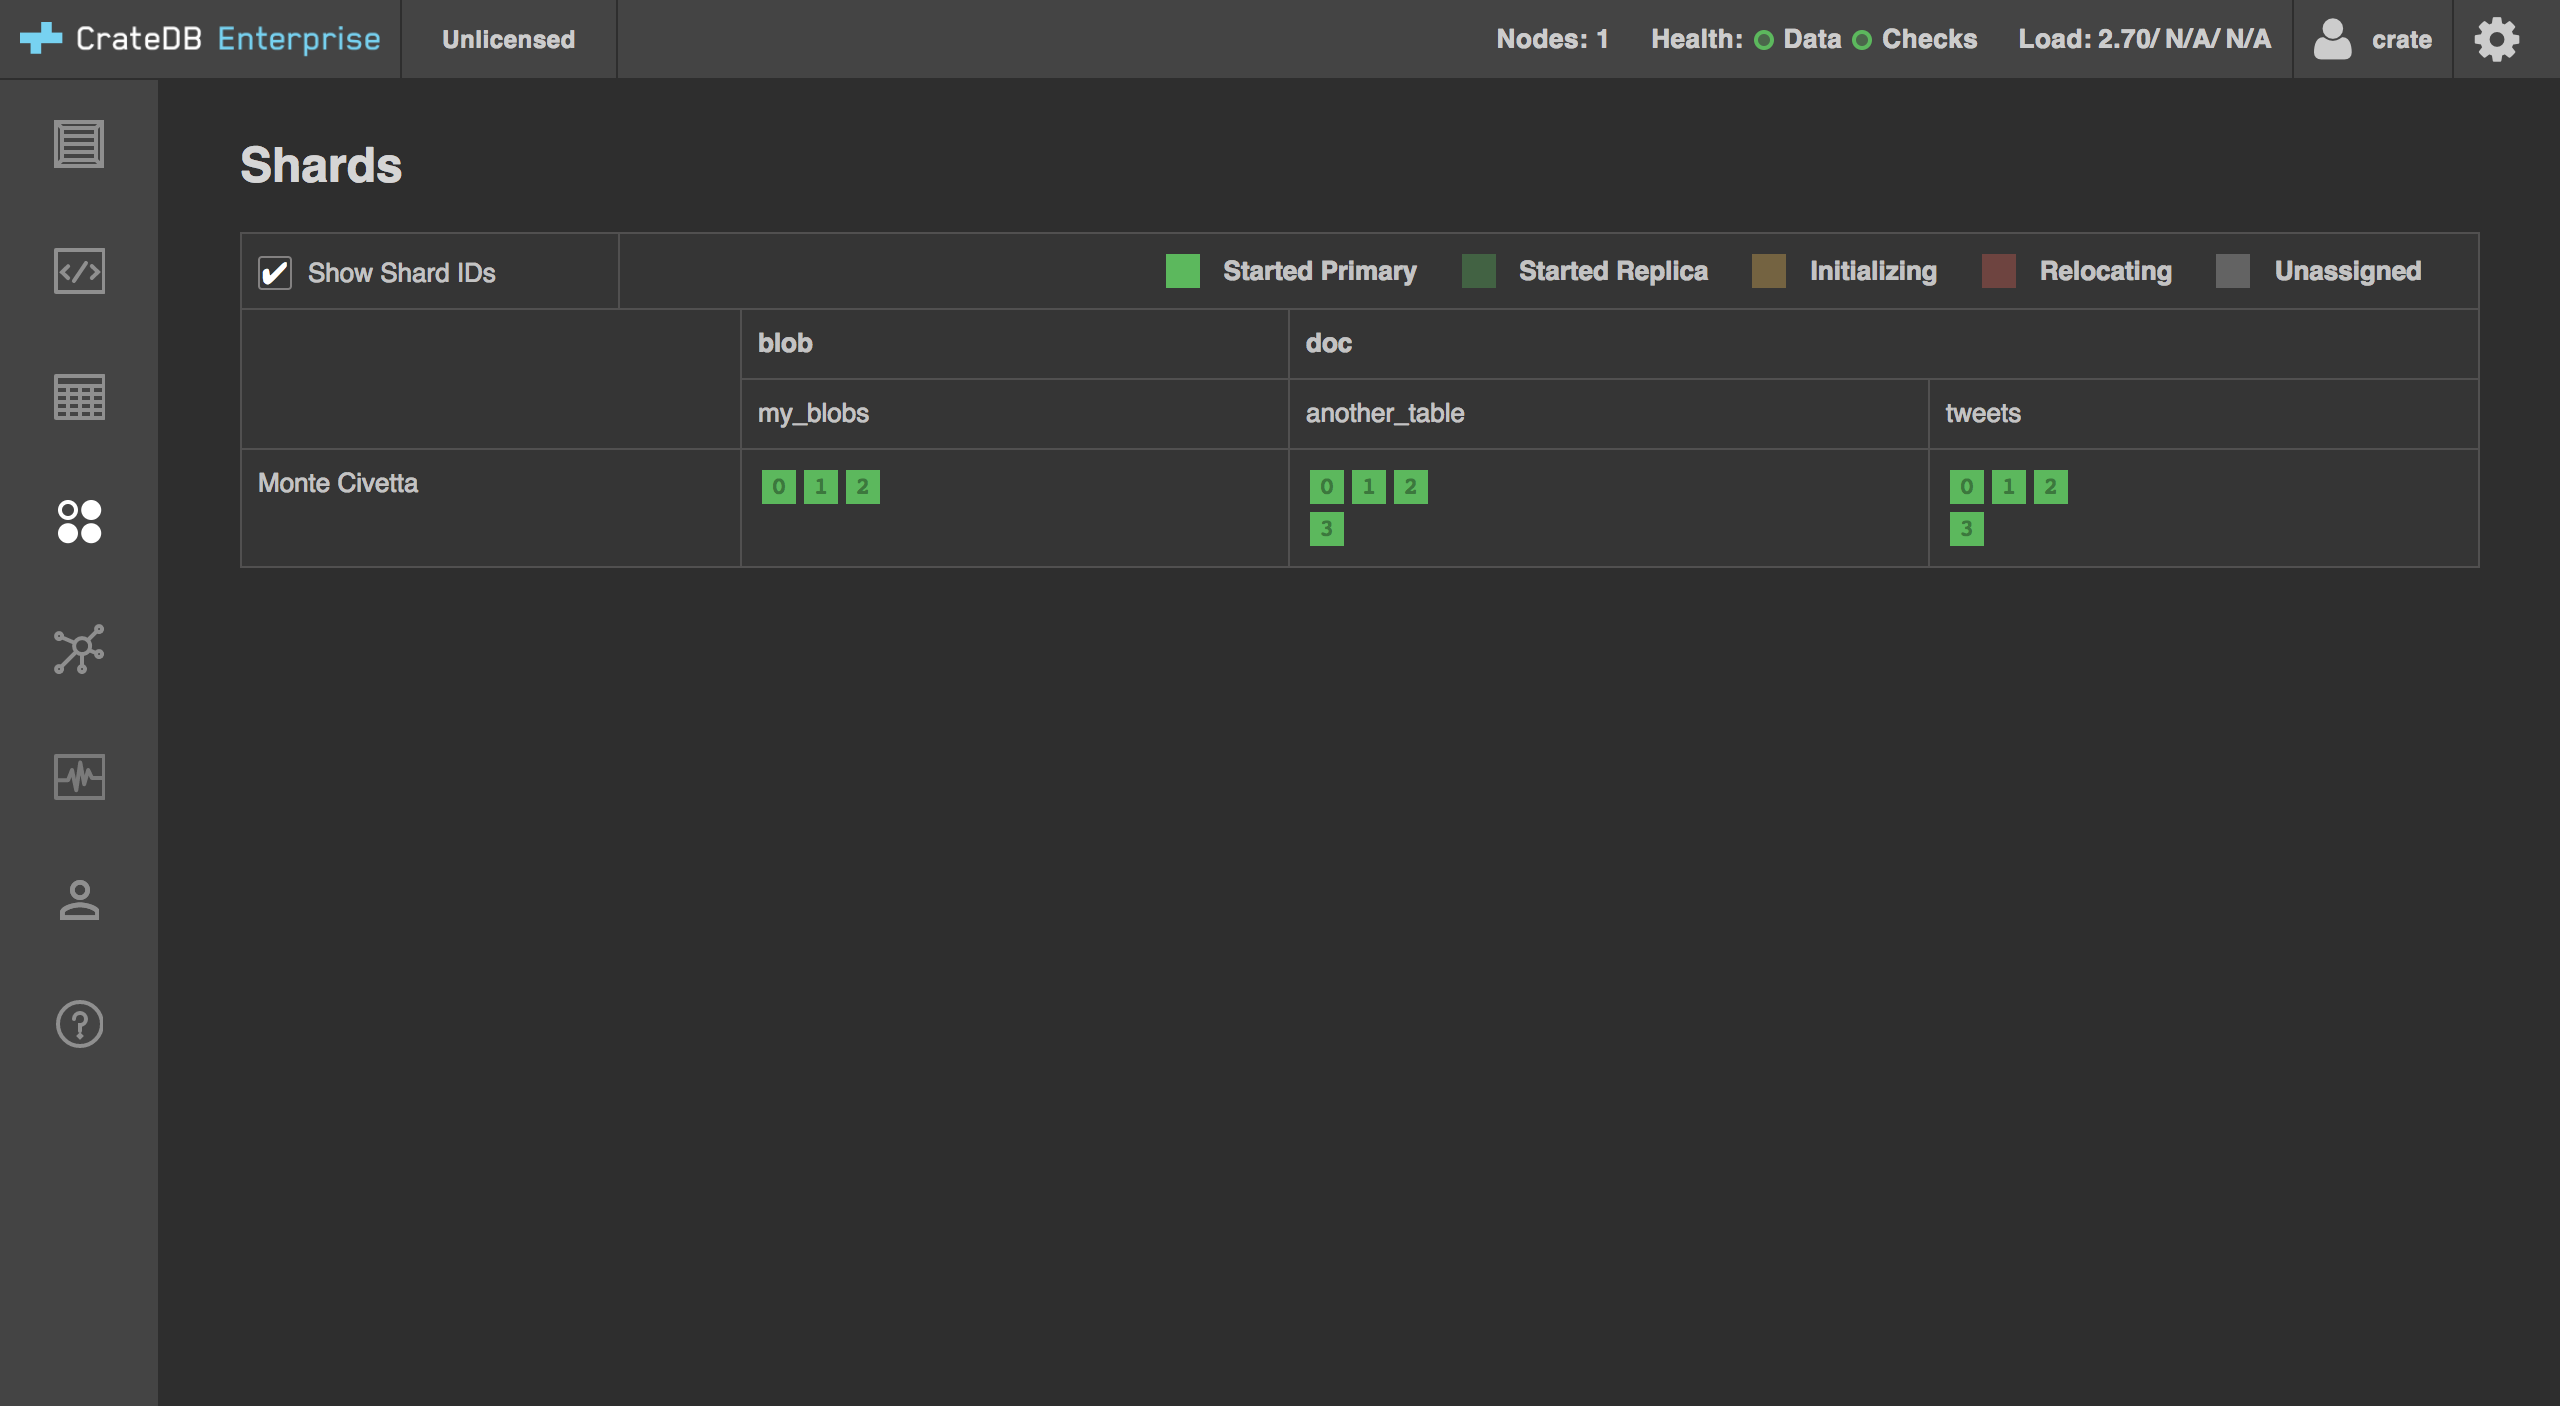 CrateDB Enterprise Unlicensed Nodes: 1 Health: Data Checks Load: 2.70/ N/A/ N/A crate
Shards
Show Shard IDs Started Primary Started Replica Initializing Relocating Unassigned
blob doc
my_blobs another_table tweets
Monte Civetta 0 1 2 0 1 2 0 1 2
3 3